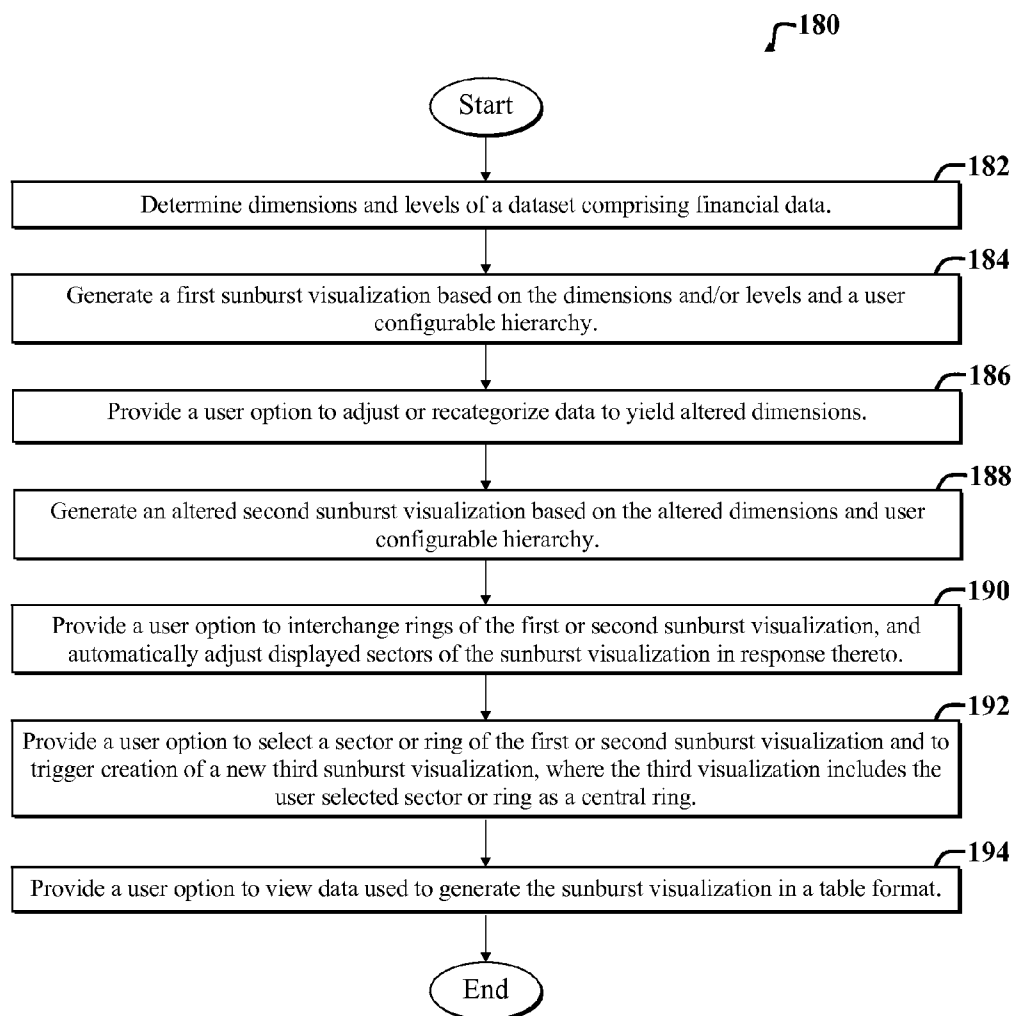 180
Start
182
Determine dimensions and levels of a dataset comprising financial data.
184
Generate a first sunburst visualization based on the dimensions and/or levels and a user
configurable hierarchy.
186
Provide a user option to adjust or recategorize data to yield altered dimensions.
188
Generate an altered second sunburst visualization based on the altered dimensions and user
configurable hierarchy.
190
Provide a user option to interchange rings of the first or second sunburst visualization, and
automatically adjust displayed sectors of the sunburst visualization in response thereto.
192
Provide a user option to select a sector or ring of the first or second sunburst visualization and to
trigger creation of a new third sunburst visualization, where the third visualization includes the
user selected sector or ring as a central ring.
194
Provide a user option to view data used to generate the sunburst visualization in a table format.
End